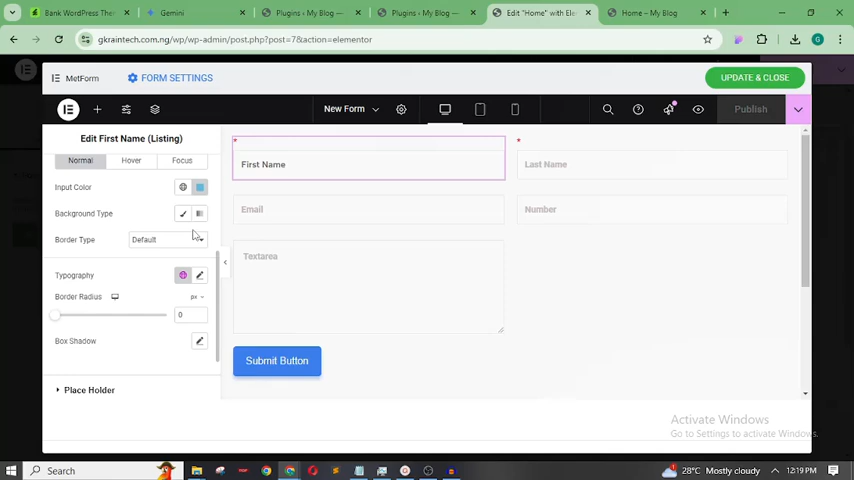 Bank WordPress Them
Gemini
Plugins ‹ My Blog —
Plugins ‹ My Blog —
Edit "Home" with Ele
Home – My Blog
gkraintech.com.ng/wp/wp-admin/post.php?post=7&action=elementor
G
MetForm
FORM SETTINGS
UPDATE & CLOSE
New Form
Publish
Edit First Name (Listing)
Normal
Hover
Focus
Input Color
Background Type
Border Type
Default
Typography
Border Radius
px
0
Box Shadow
Place Holder
*
First Name
*
Last Name
Email
Number
Textarea
Submit Button
Activate Windows
Go to Settings to activate Windows.
Search
28°C Mostly cloudy
12:19 PM